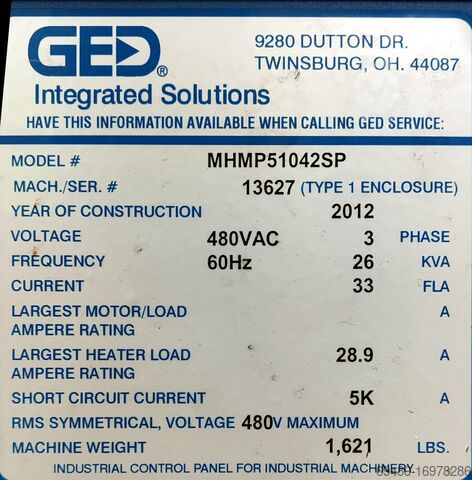 GED®
Integrated Solutions
9280 DUTTON DR.
TWINSBURG, OH. 44087
HAVE THIS INFORMATION AVAILABLE WHEN CALLING GED SERVICE:
MODEL # MHMP51042SP
MACH./SER. # 13627 (TYPE 1 ENCLOSURE)
YEAR OF CONSTRUCTION 2012
VOLTAGE 480VAC 3 PHASE
FREQUENCY 60Hz 26 KVA
CURRENT 33 FLA
LARGEST MOTOR/LOAD
AMPERE RATING A
LARGEST HEATER LOAD
AMPERE RATING 28.9 A
SHORT CIRCUIT CURRENT 5K A
RMS SYMMETRICAL, VOLTAGE 480V MAXIMUM
MACHINE WEIGHT 1,621 LBS.
INDUSTRIAL CONTROL PANEL FOR INDUSTRIAL MACHINERY
69480-16978286